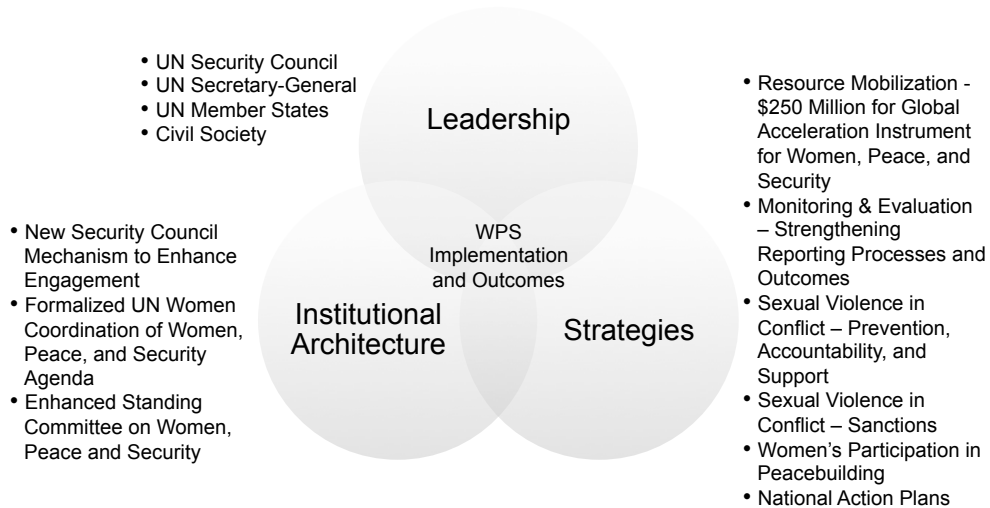 • UN Security Council
• UN Secretary-General
• UN Member States
• Civil Society
Leadership
• Resource Mobilization -
$250 Million for Global
Acceleration Instrument
for Women, Peace, and
Security
• Monitoring & Evaluation
– Strengthening
Reporting Processes and
Outcomes
• Sexual Violence in
Conflict – Prevention,
Accountability, and
Support
• Sexual Violence in
Conflict – Sanctions
• Women’s Participation in
Peacebuilding
• National Action Plans
WPS
Implementation
and Outcomes
• New Security Council
Mechanism to Enhance
Engagement
• Formalized UN Women
Coordination of Women,
Peace, and Security
Agenda
• Enhanced Standing
Committee on Women,
Peace and Security
Institutional
Architecture
Strategies